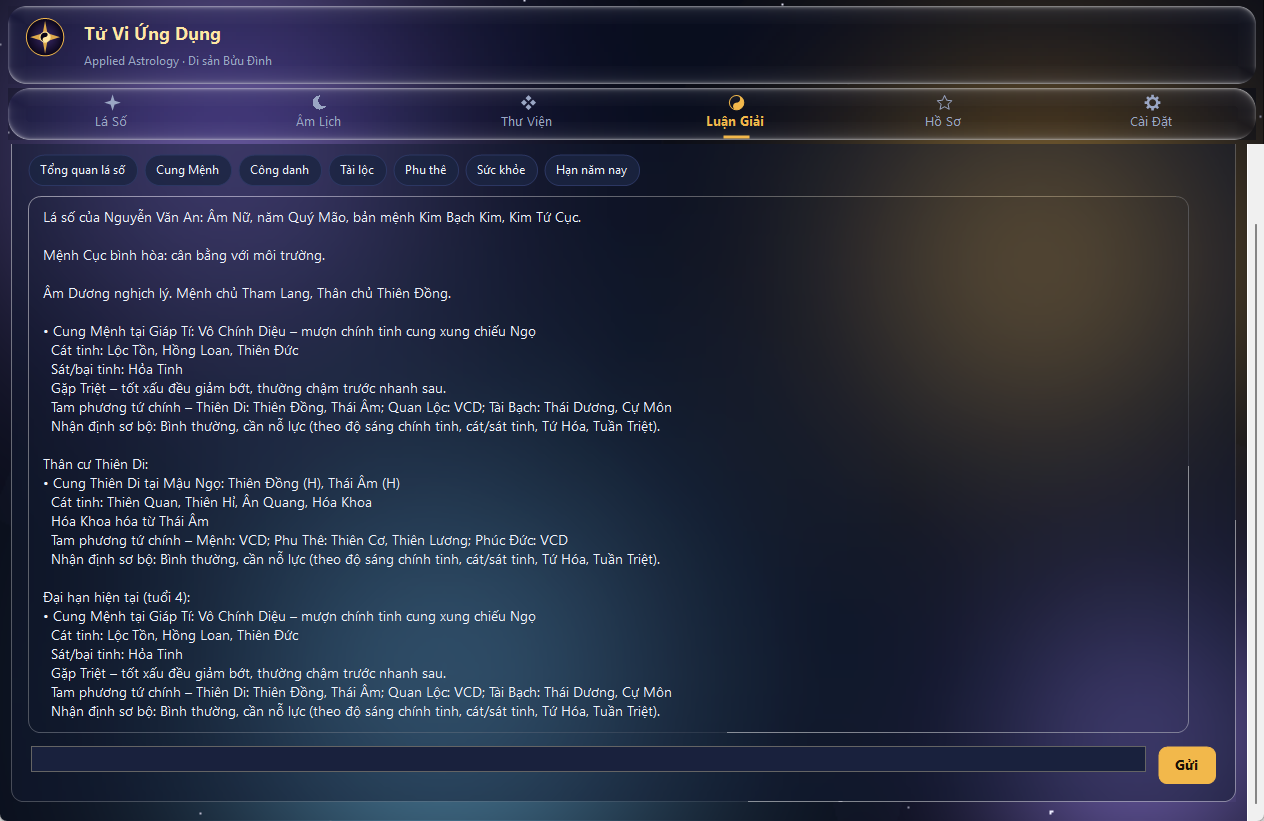 Tử Vi Ứng Dụng
Applied Astrology · Di sản Bửu Đình
Lá Số
Âm Lịch
Thư Viện
Luận Giải
Hồ Sơ
Cài Đặt
Tổng quan lá số
Cung Mệnh
Công danh
Tài lộc
Phu thê
Sức khỏe
Hạn năm nay
Lá số của Nguyễn Văn An: Âm Nữ, năm Quý Mão, bản mệnh Kim Bạch Kim, Kim Tứ Cục.
Mệnh Cục bình hòa: cân bằng với môi trường.
Âm Dương nghịch lý. Mệnh chủ Tham Lang, Thân chủ Thiên Đồng.
• Cung Mệnh tại Giáp Tí: Vô Chính Diệu – mượn chính tinh cung xung chiếu Ngọ
Cát tinh: Lộc Tồn, Hồng Loan, Thiên Đức
Sát/bại tinh: Hỏa Tinh
Gặp Triệt – tốt xấu đều giảm bớt, thường chậm trước nhanh sau.
Tam phương tứ chính – Thiên Di: Thiên Đồng, Thái Âm; Quan Lộc: VCD; Tài Bạch: Thái Dương, Cự Môn
Nhận định sơ bộ: Bình thường, cần nỗ lực (theo độ sáng chính tinh, cát/sát tinh, Tứ Hóa, Tuần Triệt).
Thân cư Thiên Di:
• Cung Thiên Di tại Mậu Ngọ: Thiên Đồng (H), Thái Âm (H)
Cát tinh: Thiên Quan, Thiên Hỉ, Ân Quang, Hóa Khoa
Hóa Khoa hóa từ Thái Âm
Tam phương tứ chính – Mệnh: VCD; Phu Thê: Thiên Cơ, Thiên Lương; Phúc Đức: VCD
Nhận định sơ bộ: Bình thường, cần nỗ lực (theo độ sáng chính tinh, cát/sát tinh, Tứ Hóa, Tuần Triệt).
Đại hạn hiện tại (tuổi 4):
• Cung Mệnh tại Giáp Tí: Vô Chính Diệu – mượn chính tinh cung xung chiếu Ngọ
Cát tinh: Lộc Tồn, Hồng Loan, Thiên Đức
Sát/bại tinh: Hỏa Tinh
Gặp Triệt – tốt xấu đều giảm bớt, thường chậm trước nhanh sau.
Tam phương tứ chính – Thiên Di: Thiên Đồng, Thái Âm; Quan Lộc: VCD; Tài Bạch: Thái Dương, Cự Môn
Nhận định sơ bộ: Bình thường, cần nỗ lực (theo độ sáng chính tinh, cát/sát tinh, Tứ Hóa, Tuần Triệt).
Gửi